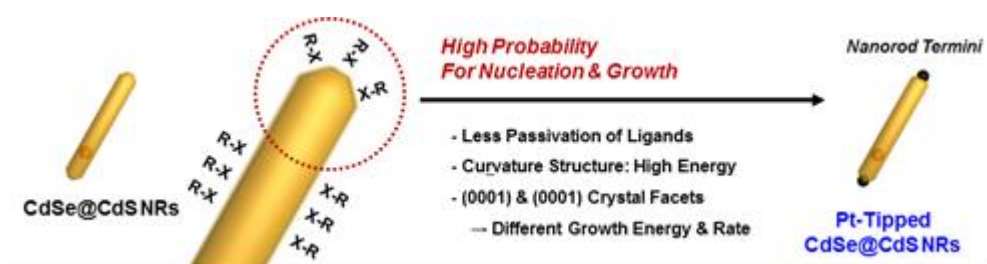 R-X
R-X
X-R
R-X
R-X
R-X
X-R
X-R
X-R
CdSe@CdS NRs
High Probability
For Nucleation & Growth
- Less Passivation of Ligands
- Curvature Structure: High Energy
- (0001) & (0001) Crystal Facets
→ Different Growth Energy & Rate
Nanorod Termini
Pt-Tipped
CdSe@CdS NRs